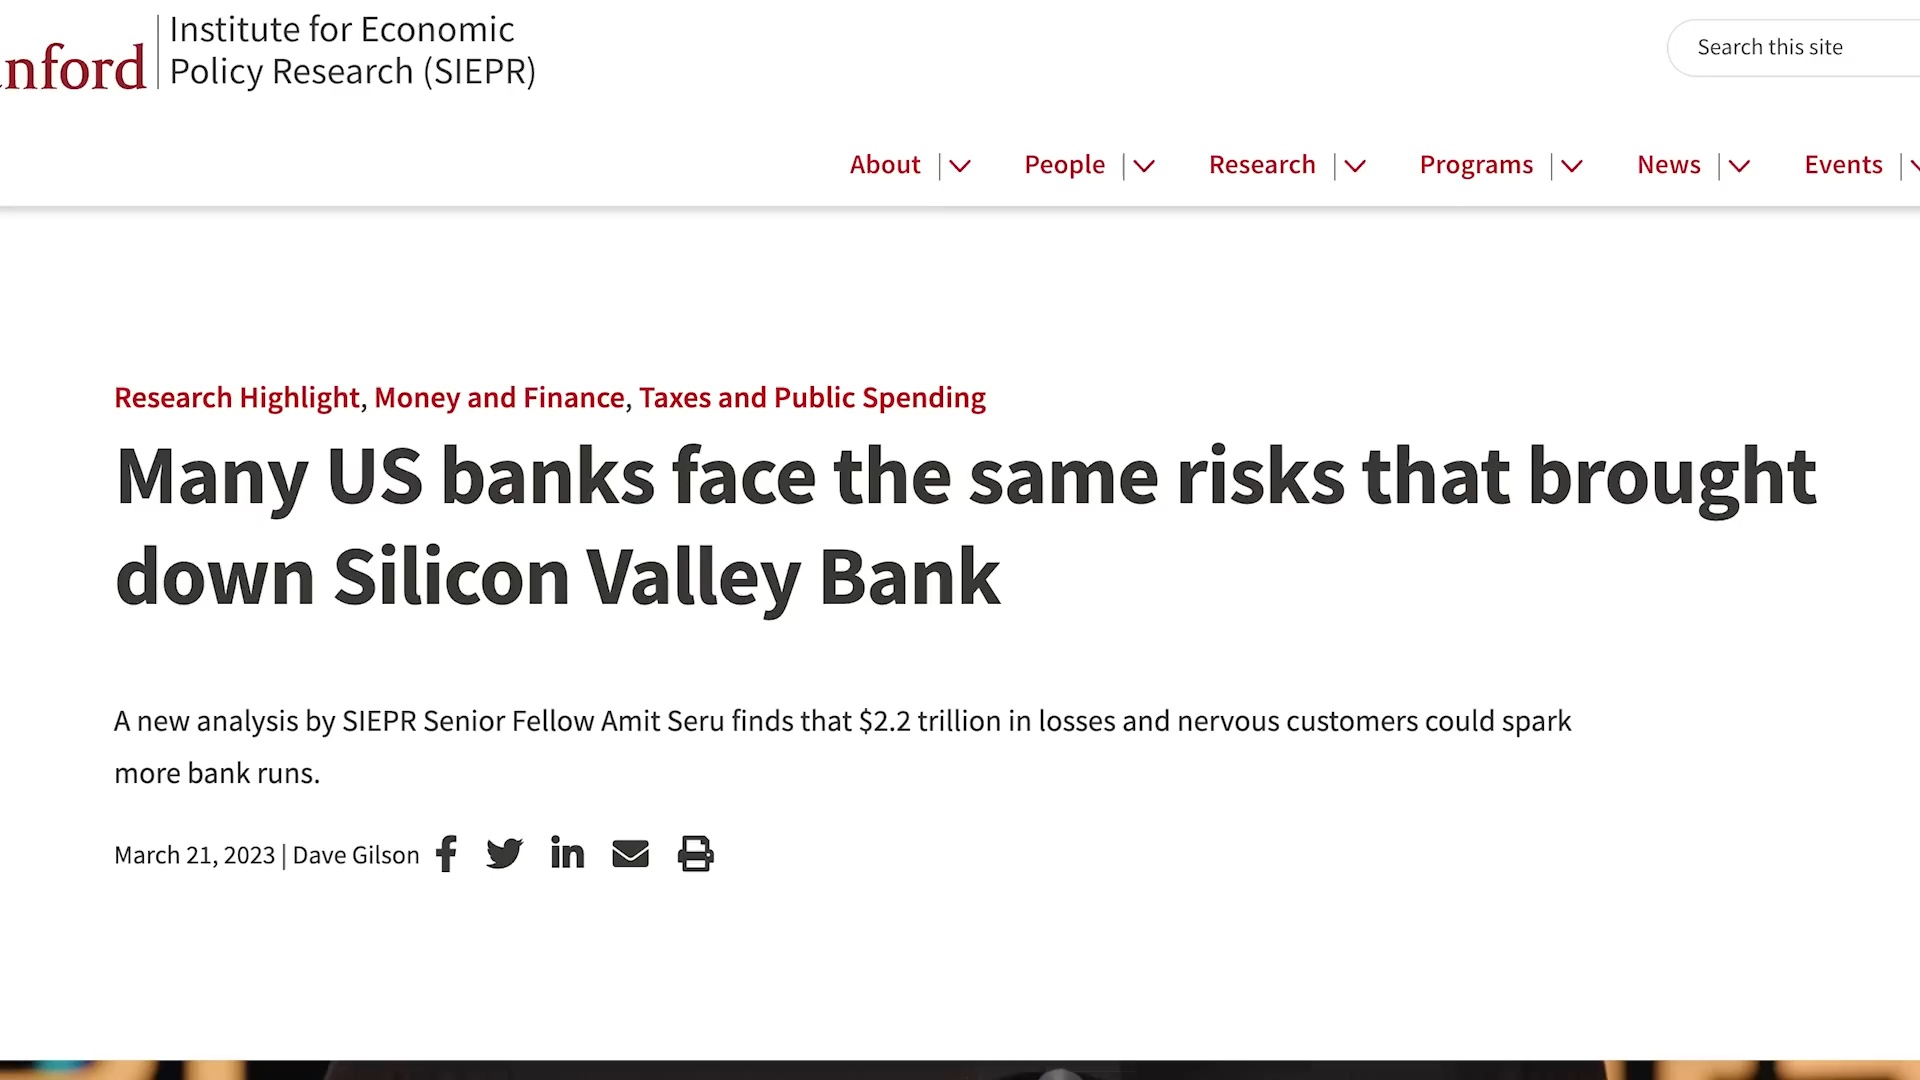 nford
Institute for Economic
Policy Research (SIEPR)
Search this site
About
People
Research
Programs
News
Events
Research Highlight, Money and Finance, Taxes and Public Spending
Many US banks face the same risks that brought
down Silicon Valley Bank
A new analysis by SIEPR Senior Fellow Amit Seru finds that $2.2 trillion in losses and nervous customers could spark
more bank runs.
March 21, 2023 | Dave Gilson